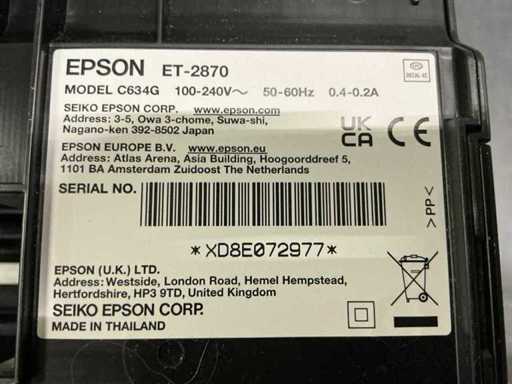 EPSON ET-2870
MODEL C634G 100-240V～ 50-60Hz 0.4-0.2A
SEIKO EPSON CORP. www.epson.com
Address: 3-5, Owa 3-chome, Suwa-shi,
Nagano-ken 392-8502 Japan
UK
CA
EPSON EUROPE B.V. www.epson.eu
Address: Atlas Arena, Asia Building, Hoogoorddreef 5,
1101 BA Amsterdam Zuidoost The Netherlands
SERIAL NO.
>PP<
*XD8E072977*
EPSON (U.K.) LTD.
Address: Westside, London Road, Hemel Hempstead,
Hertfordshire, HP3 9TD, United Kingdom
SEIKO EPSON CORP.
MADE IN THAILAND
CE